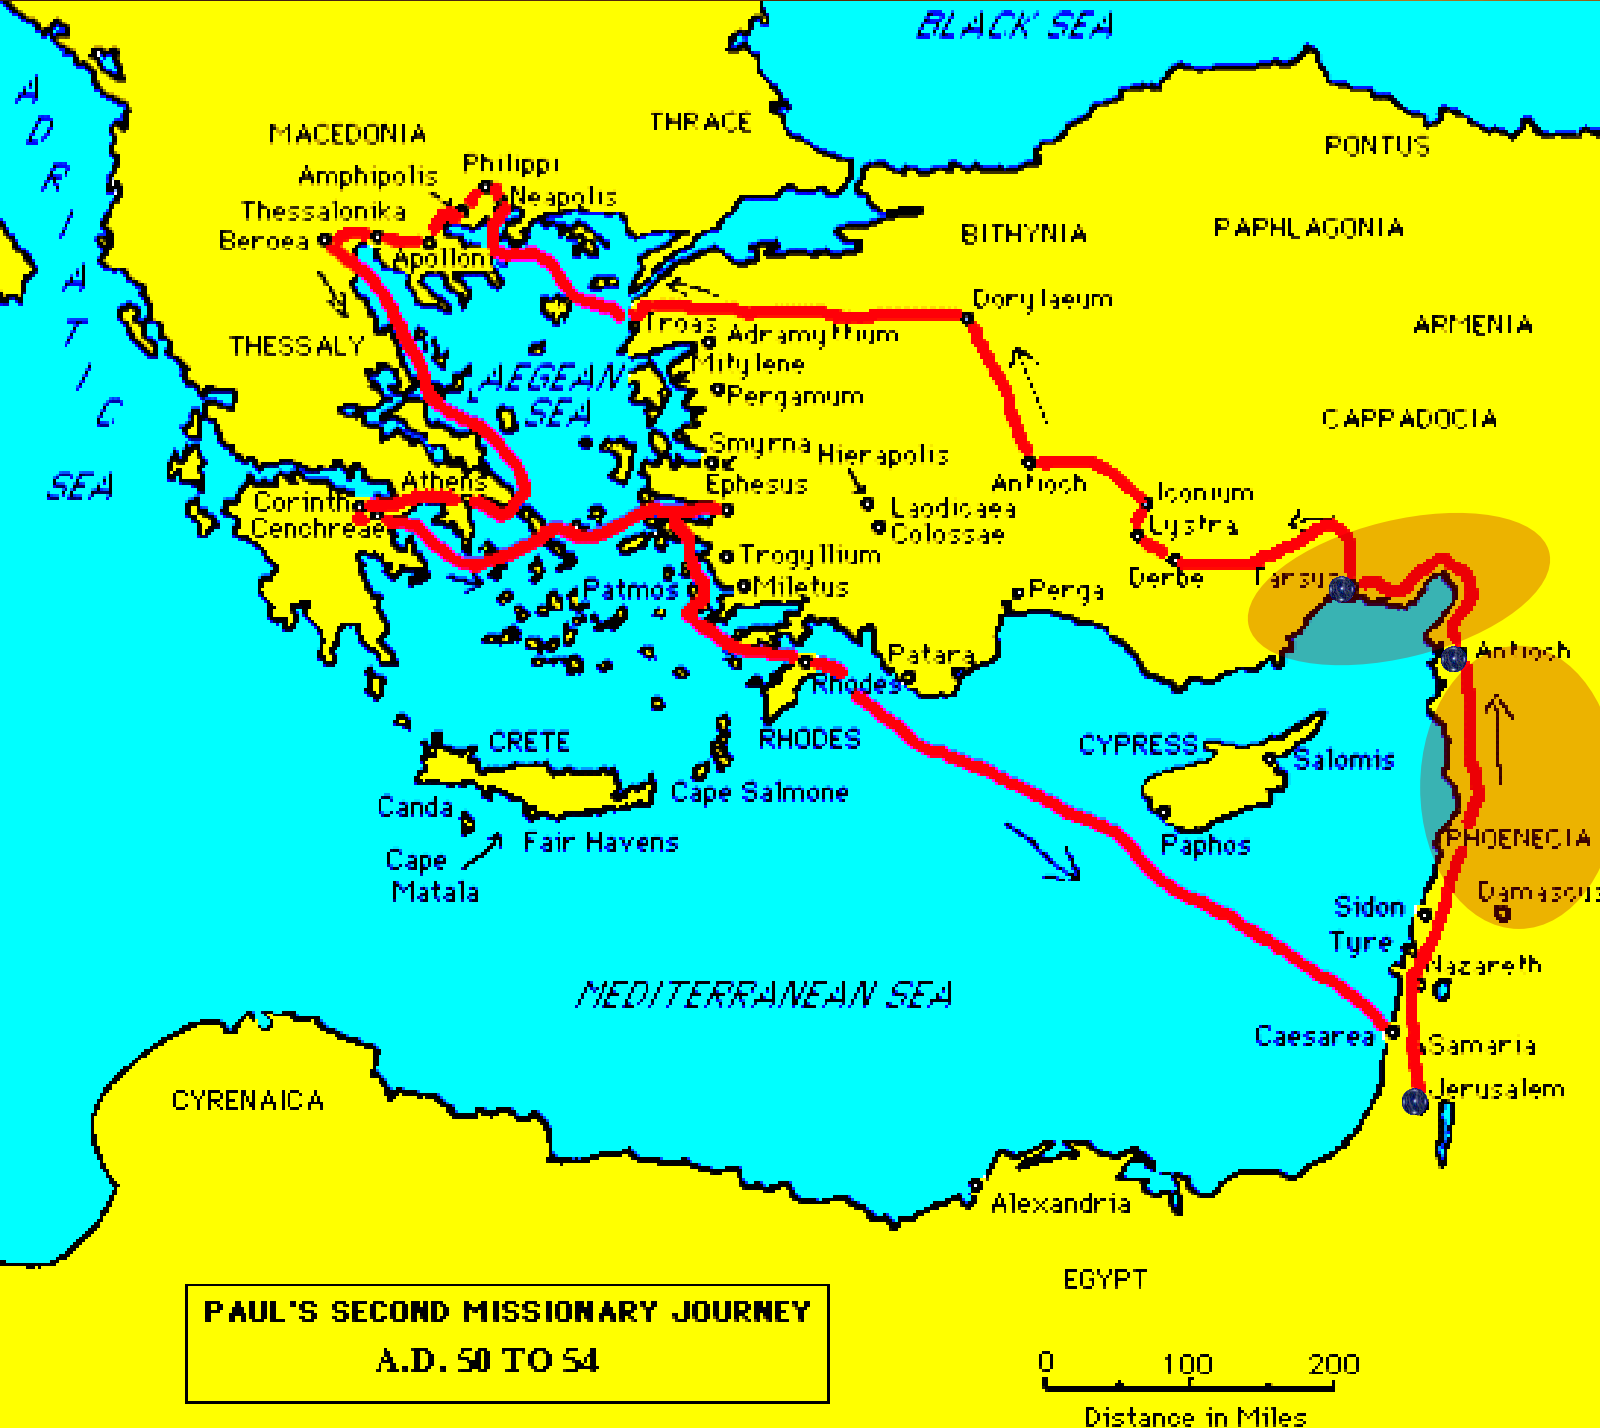 BLACK SEA
ADRIATIC
SEA
MACEDONIA
THRACE
PONTUS
Philippi
Amphipolis
Neapolis
Thessalonika
Beroea
Apolloni
BITHYNIA
PAPHLAGONIA
Dorylaeum
ARMENIA
THESSALY
Troas
Adramyttium
Mitylene
AEGEAN
SEA
Pergamum
CAPPADOCIA
Smyrna
Hierapolis
Athens
Ephesus
Antioch
Iconium
Corinth
Cenchreae
Laodicaea
Colossae
Lystra
Trogyllium
Derbe
Tarsus
Patmos
Miletus
Perga
Patara
Antioch
Rhodes
CRETE
RHODES
CYPRESS
Salomis
Canda
Cape Salmone
Fair Havens
Cape
Matala
Paphos
PHOENECIA
Damascus
Sidon
Tyre
Nazareth
MEDITERRANEAN SEA
Caesarea
Samaria
CYRENAICA
Jerusalem
Alexandria
EGYPT
PAUL'S SECOND MISSIONARY JOURNEY
A.D. 50 TO 54
0 100 200
Distance in Miles